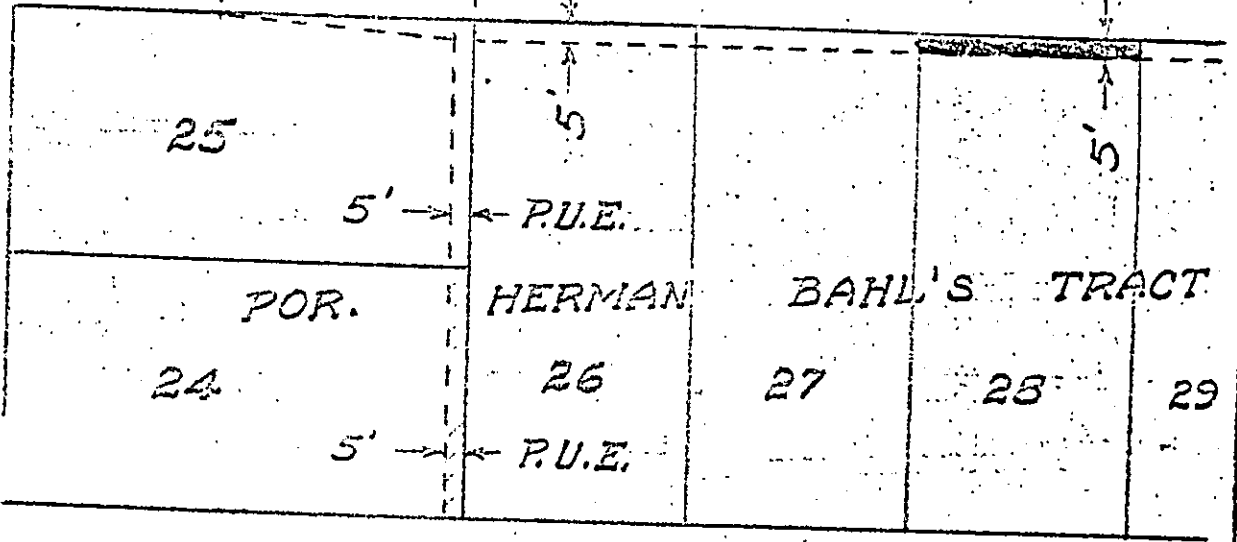 5' 5'
25
5' P.U.E.
POR. HERMAN BAHL'S TRACT
24 26 27 28 29
5' P.U.E.